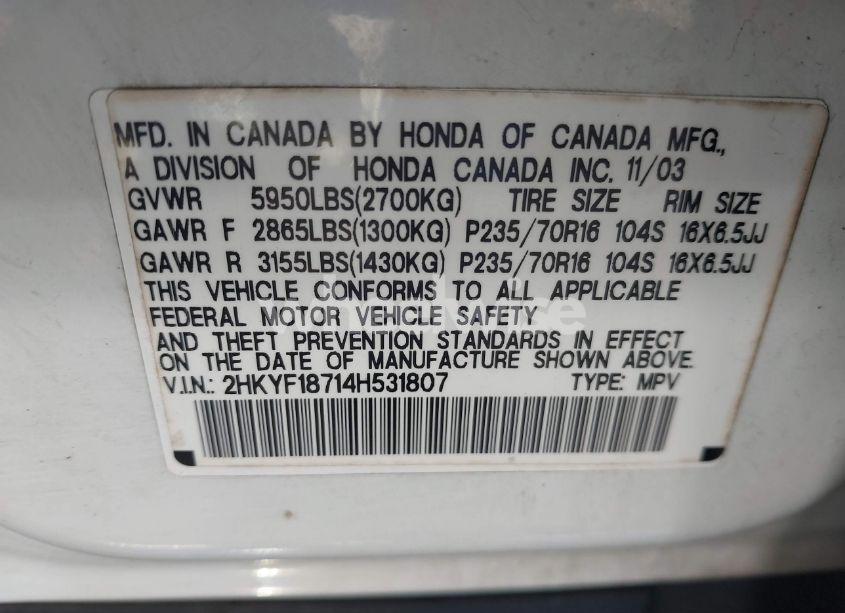 MFD. IN CANADA BY HONDA OF CANADA MFG.,
A DIVISION OF HONDA CANADA INC. 11/03
GVWR 5950LBS(2700KG) TIRE SIZE RIM SIZE
GAWR F 2865LBS(1300KG) P235/70R16 104S 16X6.5JJ
GAWR R 3155LBS(1430KG) P235/70R16 104S 16X6.5JJ
THIS VEHICLE CONFORMS TO ALL APPLICABLE
FEDERAL MOTOR VEHICLE SAFETY
AND THEFT PREVENTION STANDARDS IN EFFECT
ON THE DATE OF MANUFACTURE SHOWN ABOVE.
V.I.N.: 2HKYF18714H531807 TYPE: MPV